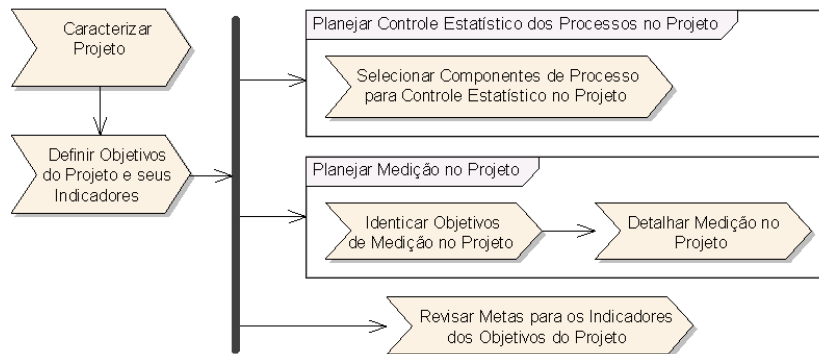 Caracterizar
Projeto
Definir Objetivos
do Projeto e seus
Indicadores
Planejar Controle Estatístico dos Processos no Projeto
Selecionar Componentes de Processo
para Controle Estatístico no Projeto
Planejar Medição no Projeto
Identicar Objetivos
de Medição no Projeto
Detalhar Medição no
Projeto
Revisar Metas para os Indicadores
dos Objetivos do Projeto